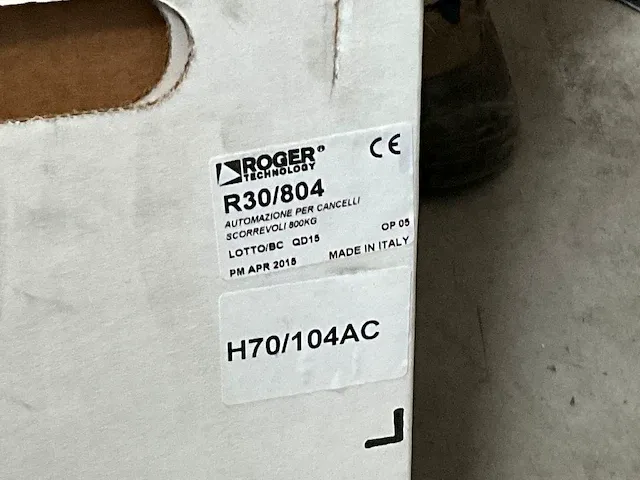 ROGER®
TECHNOLOGY
CE
R30/804
AUTOMAZIONE PER CANCELLI
SCORREVOLI 800KG
LOTTO/BC QD15 OP 05
PM APR 2015 MADE IN ITALY
H70/104AC
L